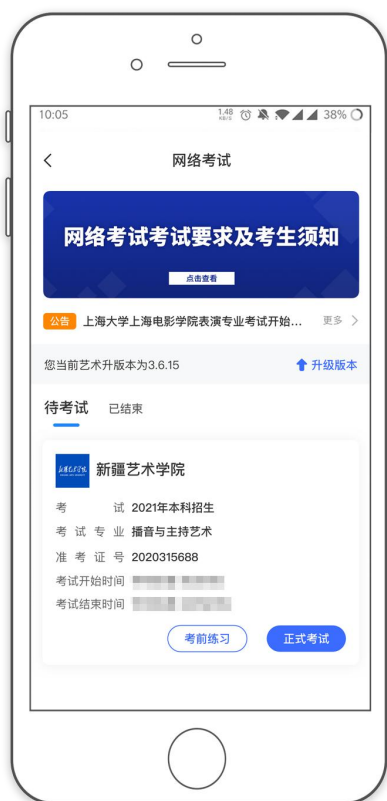 10:05
1.48 KB/S 38%
网络考试
网络考试考试要求及考生须知
点击查看
公告 上海大学上海电影学院表演专业考试开始... 更多
您当前艺术升版本为3.6.15 升级版本
待考试 已结束
新疆艺术学院
考试 2021年本科招生
考试专业 播音与主持艺术
准考证号 2020315688
考试开始时间
考试结束时间
考前练习 正式考试